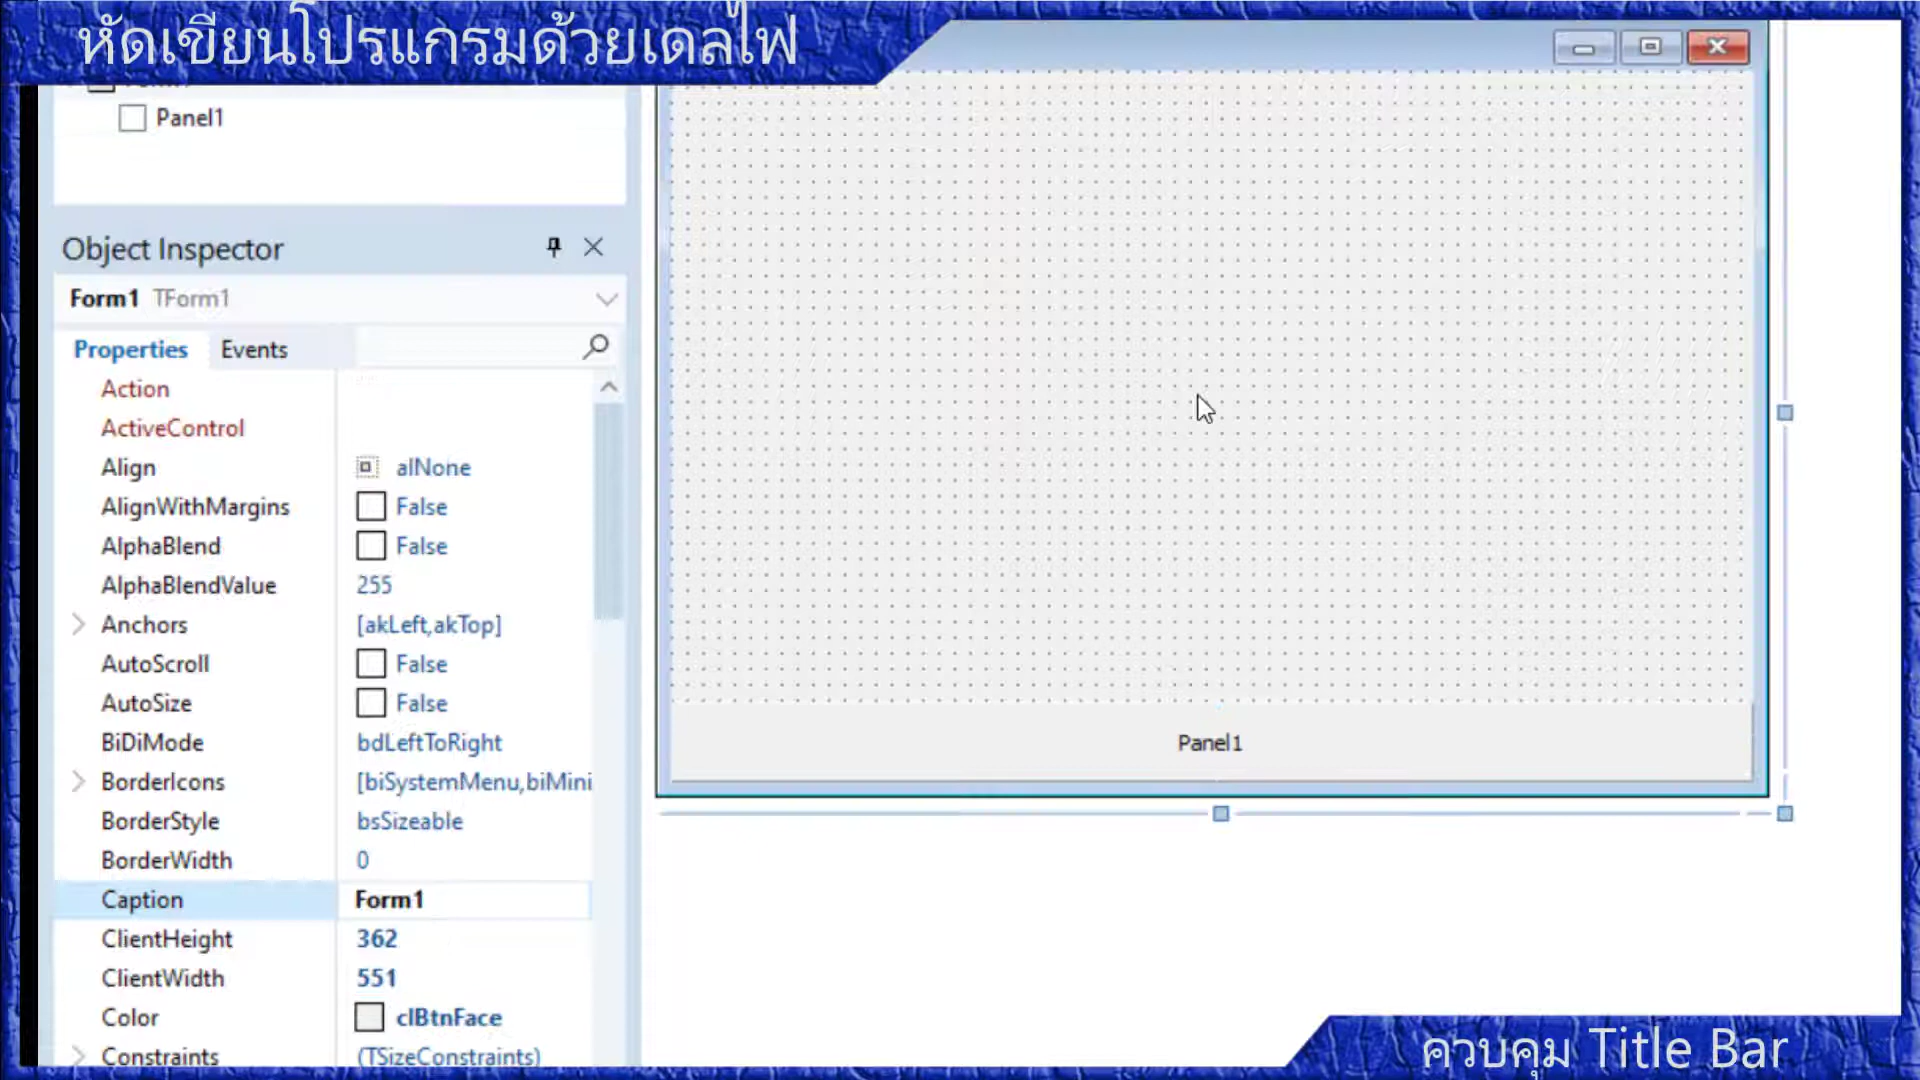 หัดเขียนโปรแกรมด้วยเดลไฟ
Panel1
Object Inspector
Form1 TForm1
Properties Events
Action
ActiveControl
Align alNone
AlignWithMargins False
AlphaBlend False
AlphaBlendValue 255
Anchors [akLeft,akTop]
AutoScroll False
AutoSize False
BiDiMode bdLeftToRight
BorderIcons [biSystemMenu,biMini
BorderStyle bsSizeable
BorderWidth 0
Caption Form1
ClientHeight 362
ClientWidth 551
Color clBtnFace
Constraints (TSizeConstraints)
Panel1
ควบคุม Title Bar